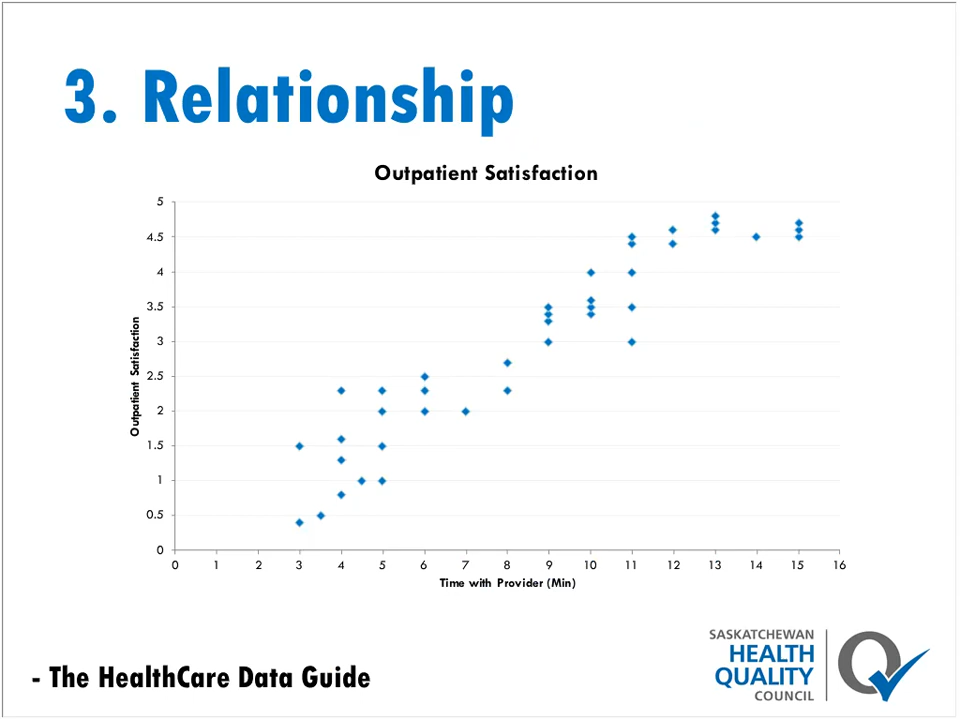 3. Relationship
Outpatient Satisfaction
5
4.5
4
3.5
3
2.5
2
1.5
1
0.5
0
Outpatient Satisfaction
0 1 2 3 4 5 6 7 8 9 10 11 12 13 14 15 16
Time with Provider (Min)
- The HealthCare Data Guide
SASKATCHEWAN
HEALTH
QUALITY
COUNCIL
Q